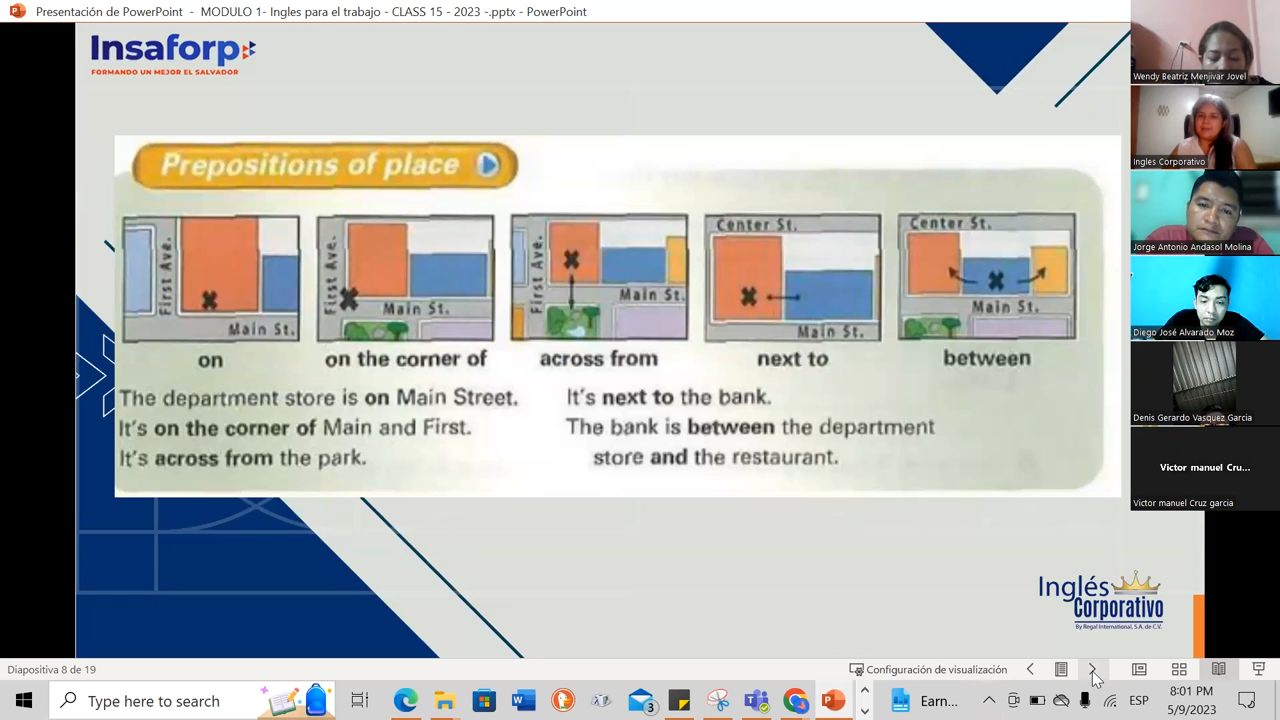 Presentación de PowerPoint - MODULO 1- Ingles para el trabajo - CLASS 15 - 2023 -.pptx - PowerPoint
Insaforp
FORMANDO UN MEJOR EL SALVADOR
Prepositions of place
First Ave.
Main St.
First Ave.
Main St.
First Ave.
Main St.
Center St.
Main St.
Center St.
Main St.
on
on the corner of
across from
next to
between
The department store is on Main Street.
It's on the corner of Main and First.
It's across from the park.
It's next to the bank.
The bank is between the department
store and the restaurant.
Inglés
Corporativo
By Regal International, S.A. de C.V.
Wendy Beatriz Menjivar Jovel
Ingles Corporativo
Jorge Antonio Andasol Molina
Diego José Alvarado Moz
Denis Gerardo Vasquez Garcia
Victor manuel Cru...
Victor manuel Cruz garcia
Diapositiva 8 de 19
Configuración de visualización
Type here to search
3
Earn...
ESP
8:01 PM
5/9/2023